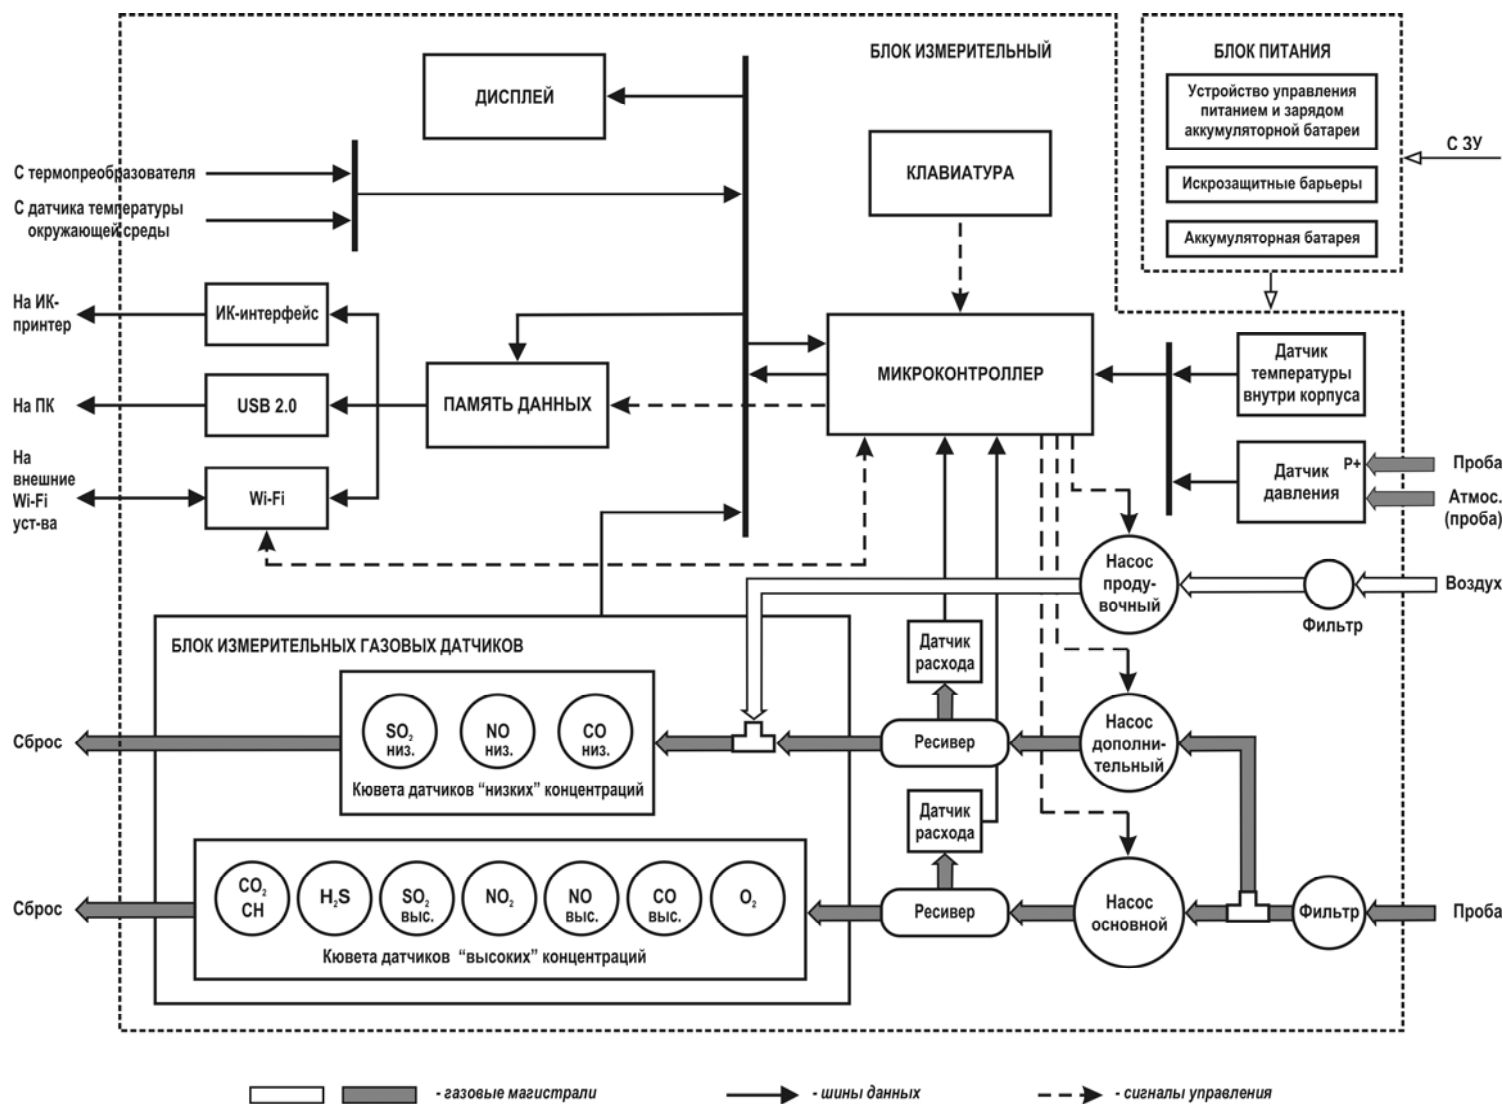 БЛОК ИЗМЕРИТЕЛЬНЫЙ
БЛОК ПИТАНИЯ
Устройство управления
питанием и зарядом
аккумуляторной батареи
Искрозащитные барьеры
Аккумуляторная батарея
С ЗУ
ДИСПЛЕЙ
КЛАВИАТУРА
С термопреобразователя
С датчика температуры
окружающей среды
На ИК-
принтер
ИК-интерфейс
На ПК
USB 2.0
На
внешние
Wi-Fi
уст-ва
Wi-Fi
ПАМЯТЬ ДАННЫХ
МИКРОКОНТРОЛЛЕР
Датчик
температуры
внутри корпуса
Датчик
давления
P+
Проба
Атмос.
(проба)
Насос
проду-
вочный
Фильтр
Воздух
БЛОК ИЗМЕРИТЕЛЬНЫХ ГАЗОВЫХ ДАТЧИКОВ
SO₂
низ.
NO
низ.
CO
низ.
Кювета датчиков “низких” концентраций
Сброс
Датчик
расхода
Ресивер
Насос
дополни-
тельный
Датчик
расхода
CO₂
CH
H₂S
SO₂
выс.
NO₂
NO
выс.
CO
выс.
O₂
Кювета датчиков “высоких” концентраций
Сброс
Ресивер
Насос
основной
Фильтр
Проба
- газовые магистрали
- шины данных
- сигналы управления